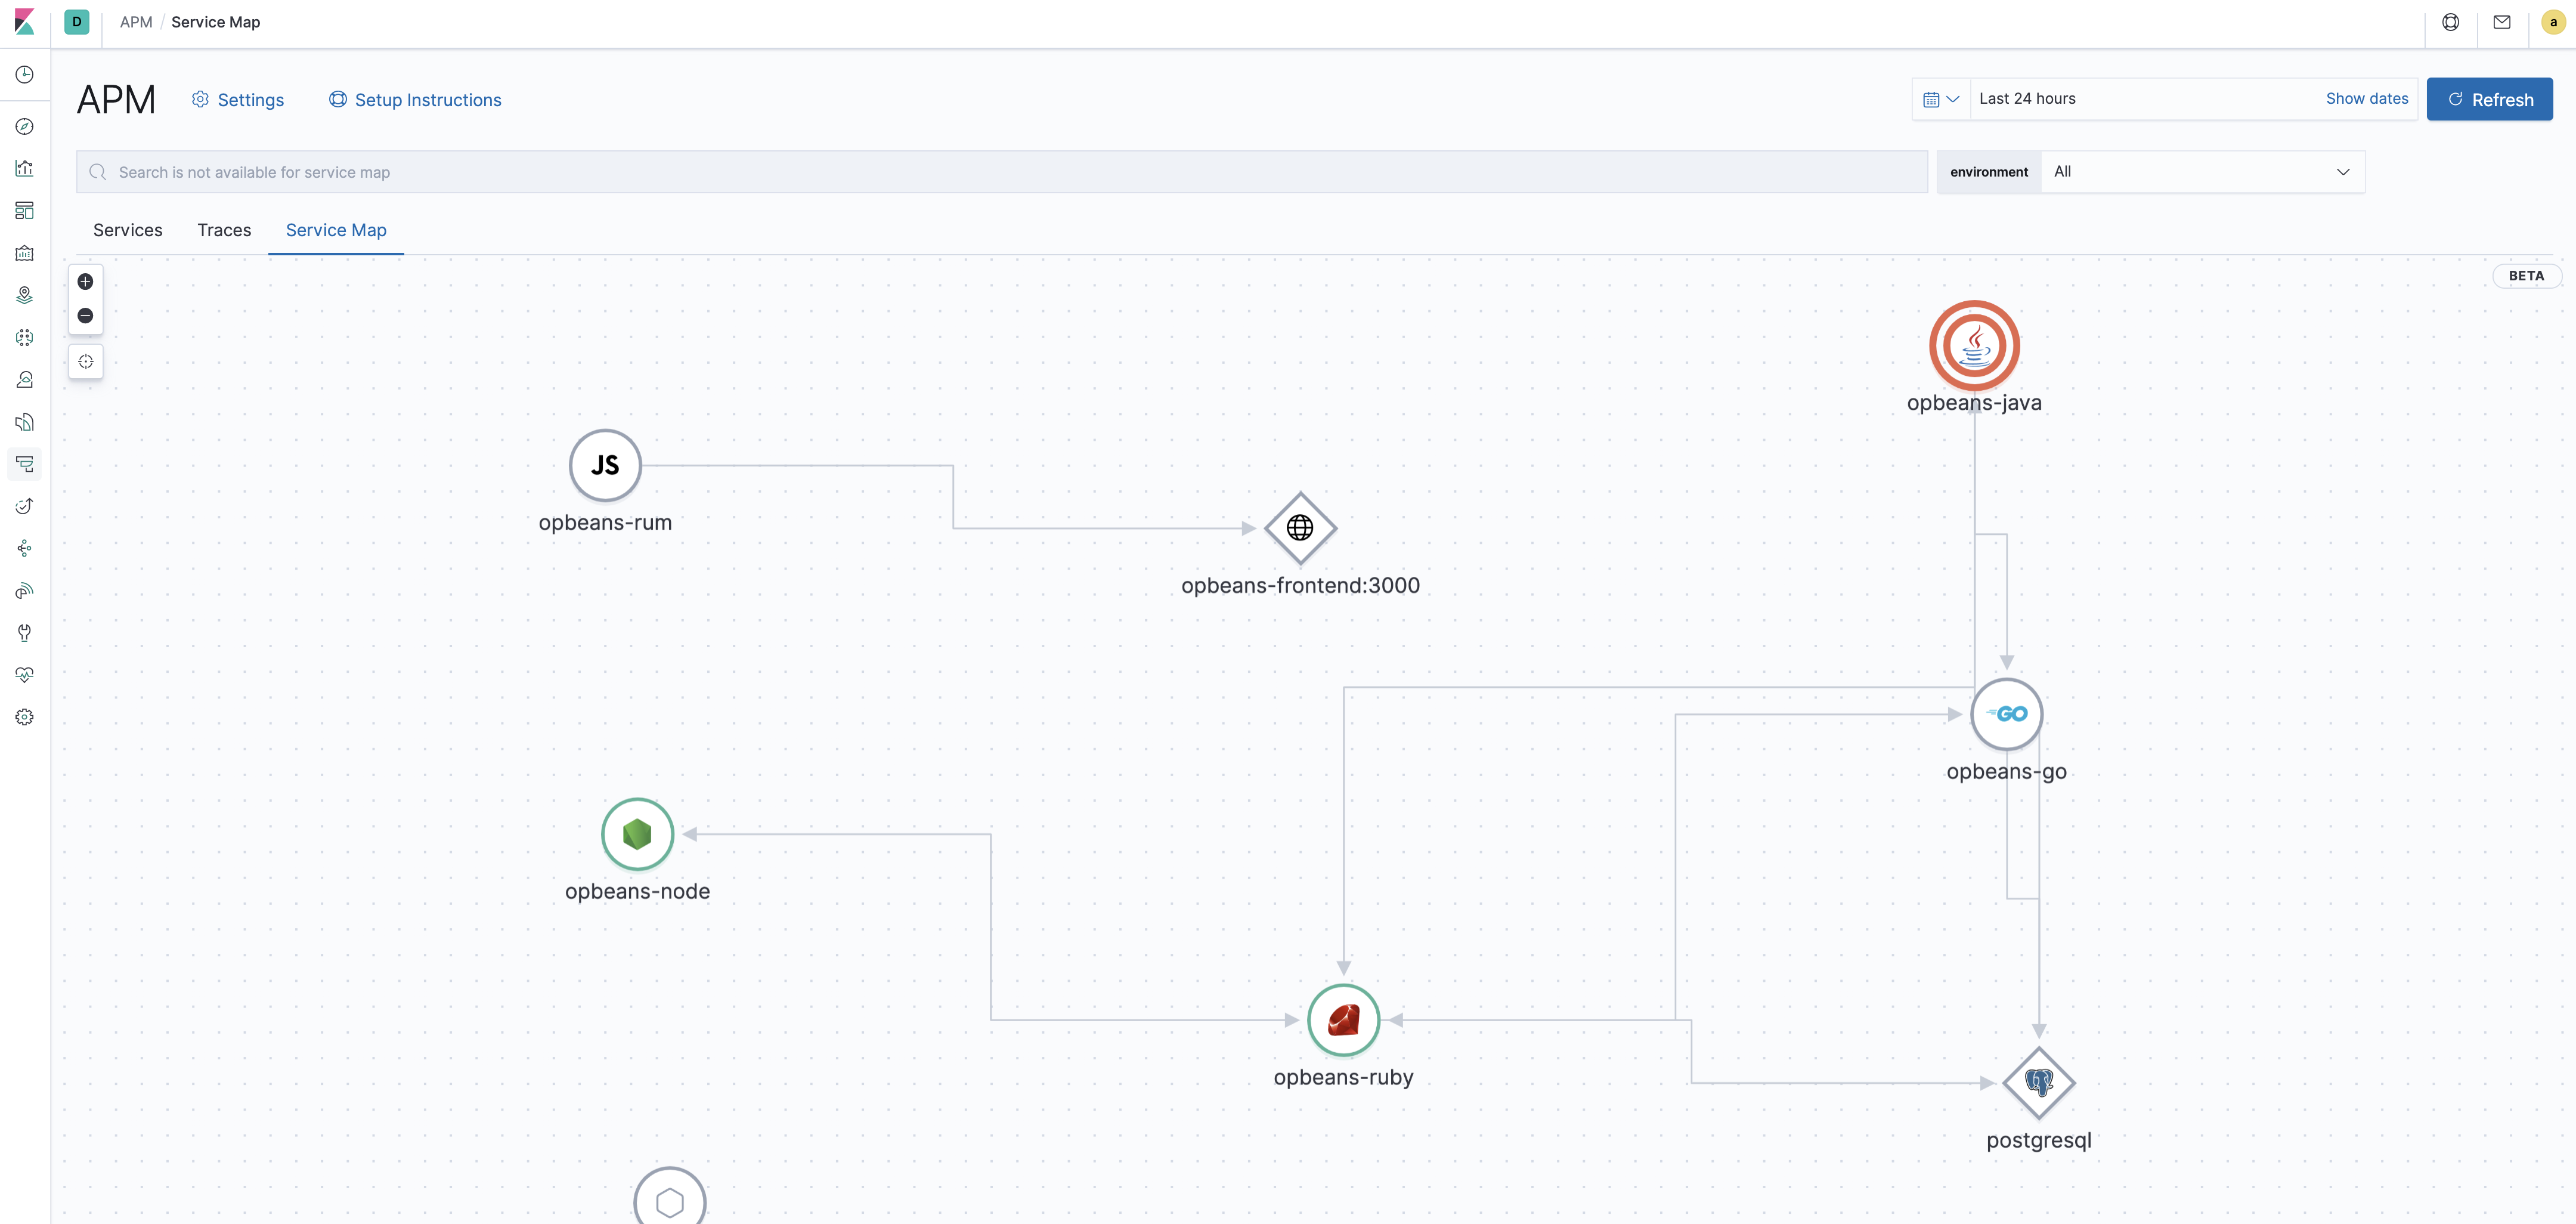 D APM / Service Map a
APM Settings Setup Instructions Last 24 hours Show dates Refresh
Search is not available for service map environment All
Services Traces Service Map
BETA
opbeans-java
JS
opbeans-rum
opbeans-frontend:3000
GO
opbeans-go
opbeans-node
opbeans-ruby
postgresql